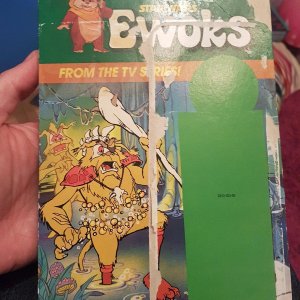 STAR WARS
EWOKS
FROM THE TV SERIES!